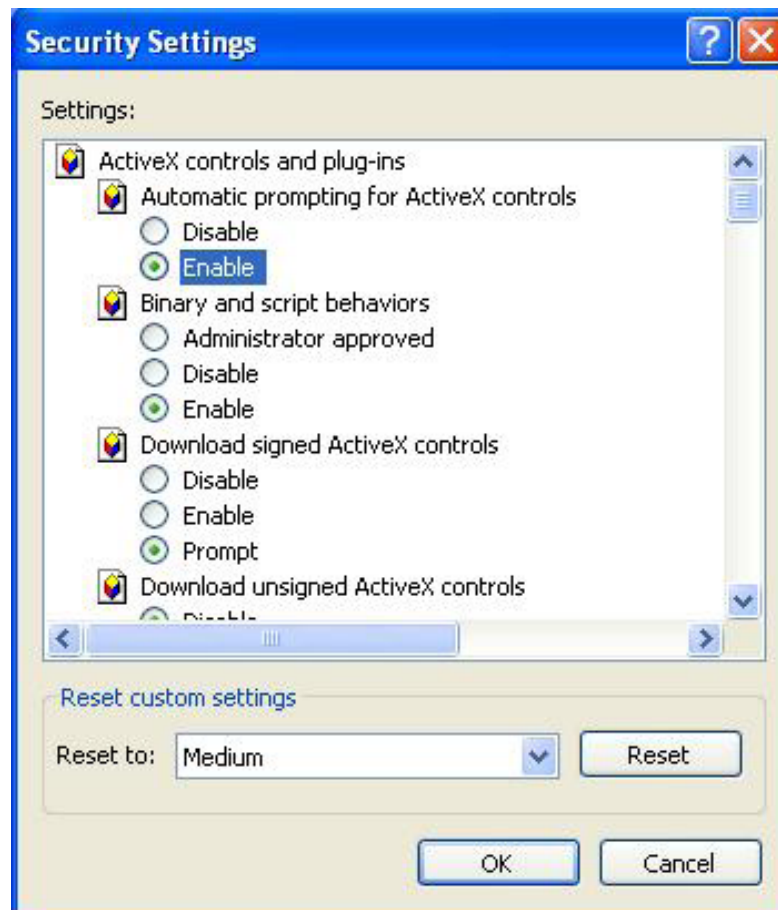 Security Settings
Settings:
ActiveX controls and plug-ins
Automatic prompting for ActiveX controls
Disable
Enable
Binary and script behaviors
Administrator approved
Disable
Enable
Download signed ActiveX controls
Disable
Enable
Prompt
Download unsigned ActiveX controls
Disable
Reset custom settings
Reset to: Medium Reset
OK Cancel